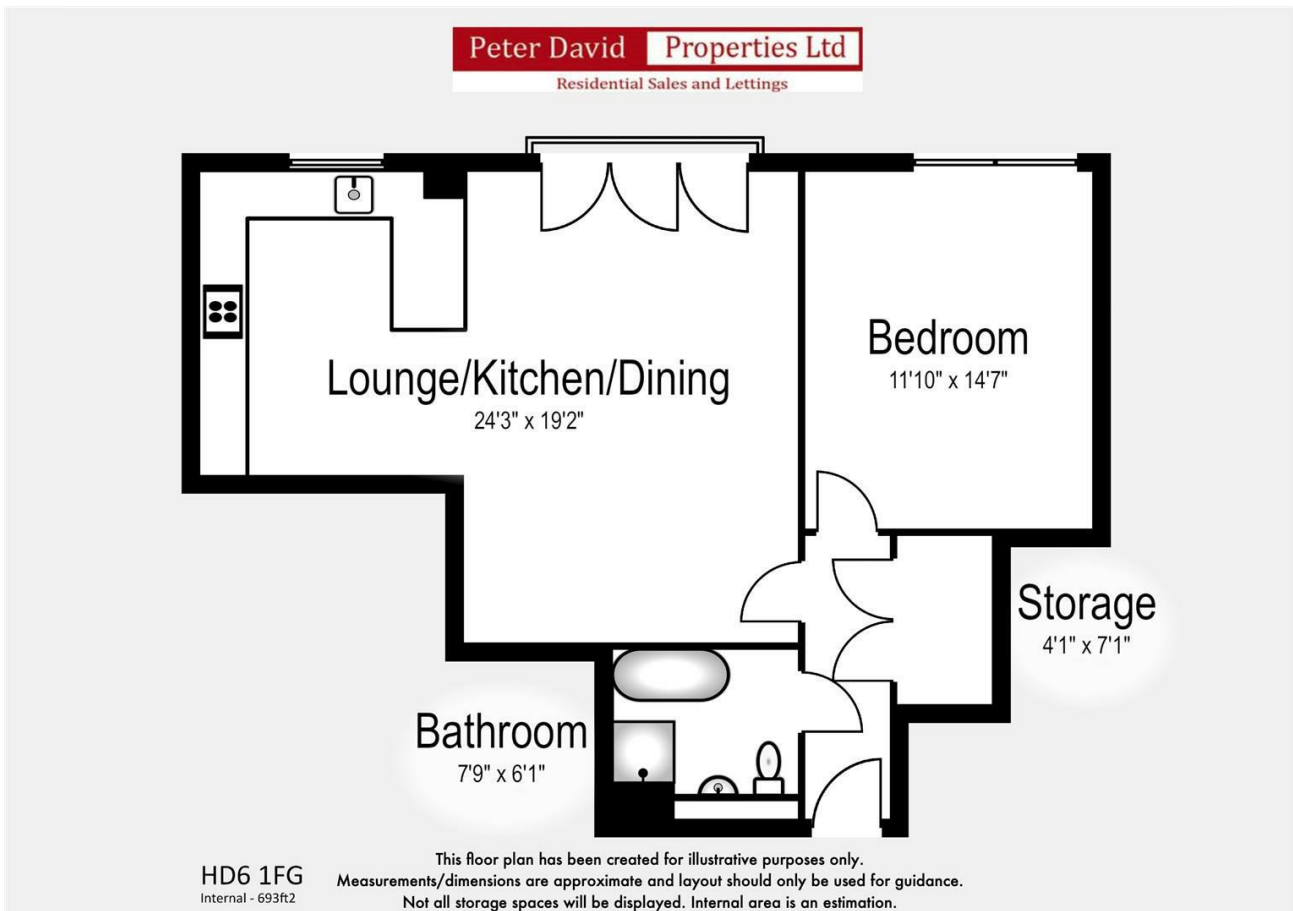 Peter David Properties Ltd
Residential Sales and Lettings
Lounge/Kitchen/Dining
24'3" x 19'2"
Bedroom
11'10" x 14'7"
Storage
4'1" x 7'1"
Bathroom
7'9" x 6'1"
HD6 1FG
Internal - 693ft2
This floor plan has been created for illustrative purposes only.
Measurements/dimensions are approximate and layout should only be used for guidance.
Not all storage spaces will be displayed. Internal area is an estimation.